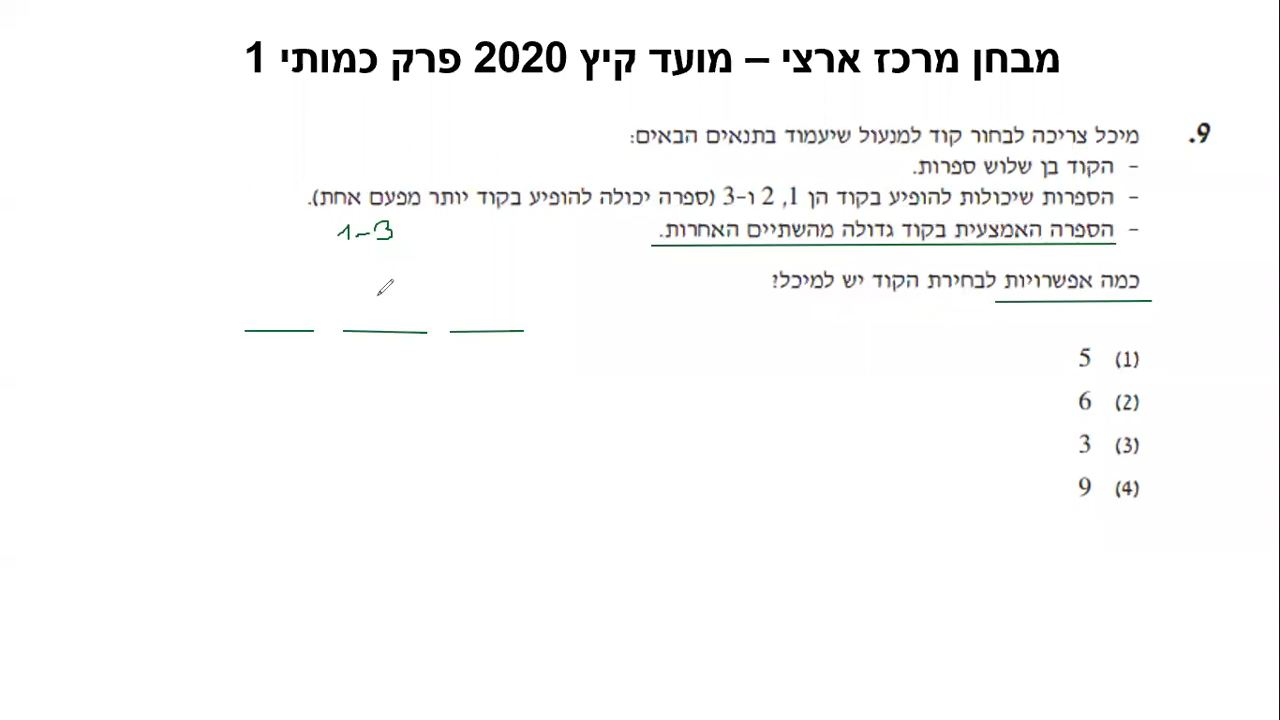 מבחן מרכז ארצי – מועד קיץ 2020 פרק כמותי 1
9. מיכל צריכה לבחור קוד למנעול שיעמוד בתנאים הבאים:
- הקוד בן שלוש ספרות.
- הספרות שיכולות להופיע בקוד הן 1, 2 ו-3 (ספרה יכולה להופיע בקוד יותר מפעם אחת).
- הספרה האמצעית בקוד גדולה מהשתיים האחרות.
1-3
כמה אפשרויות לבחירת הקוד יש למיכל?
(1) 5
(2) 6
(3) 3
(4) 9